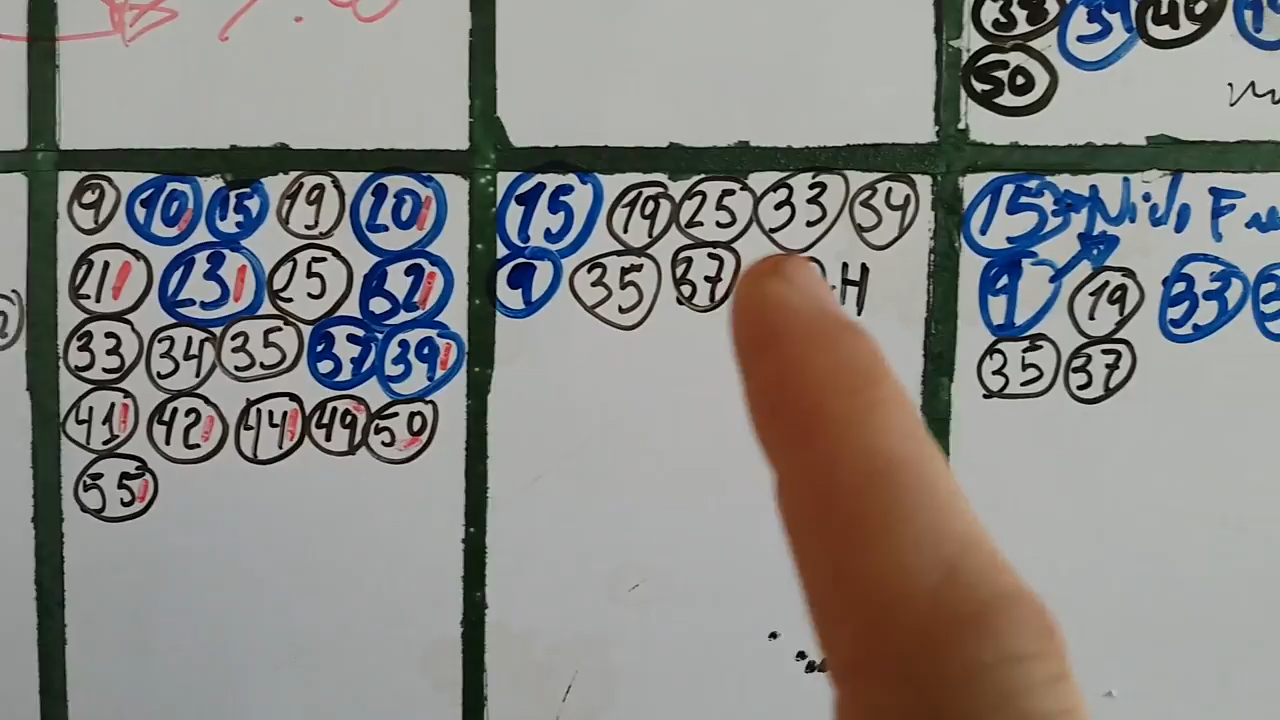 38 39 40
50
9 10 15 19 20
21 23 25 32
33 34 35 37 39
41 42 44 49 50
55
15 19 25 33 34
9 35 37 H
15 Nidi
9 19 33
35 37